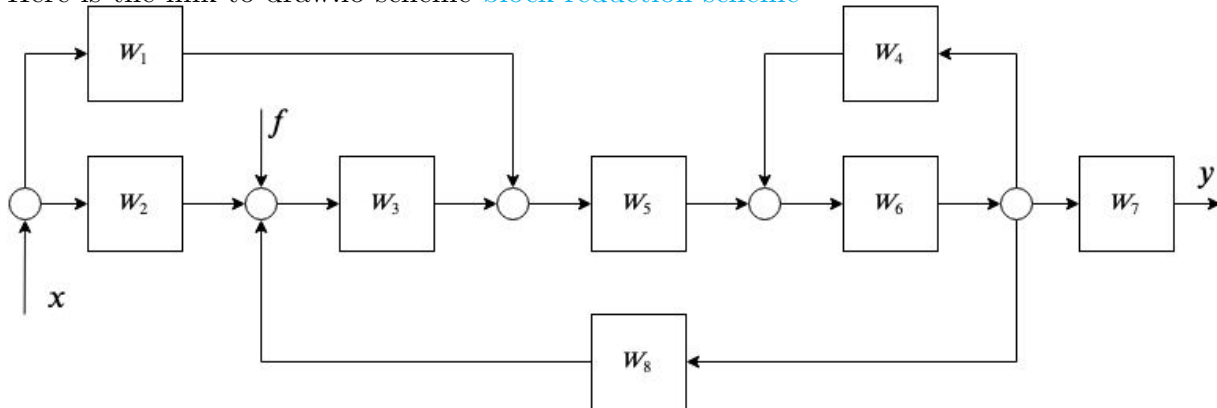 Here is the link to draw.io scheme block reduction scheme
W₁
W₄
f
W₂
W₃
W₅
W₆
W₇
y
x
W₈